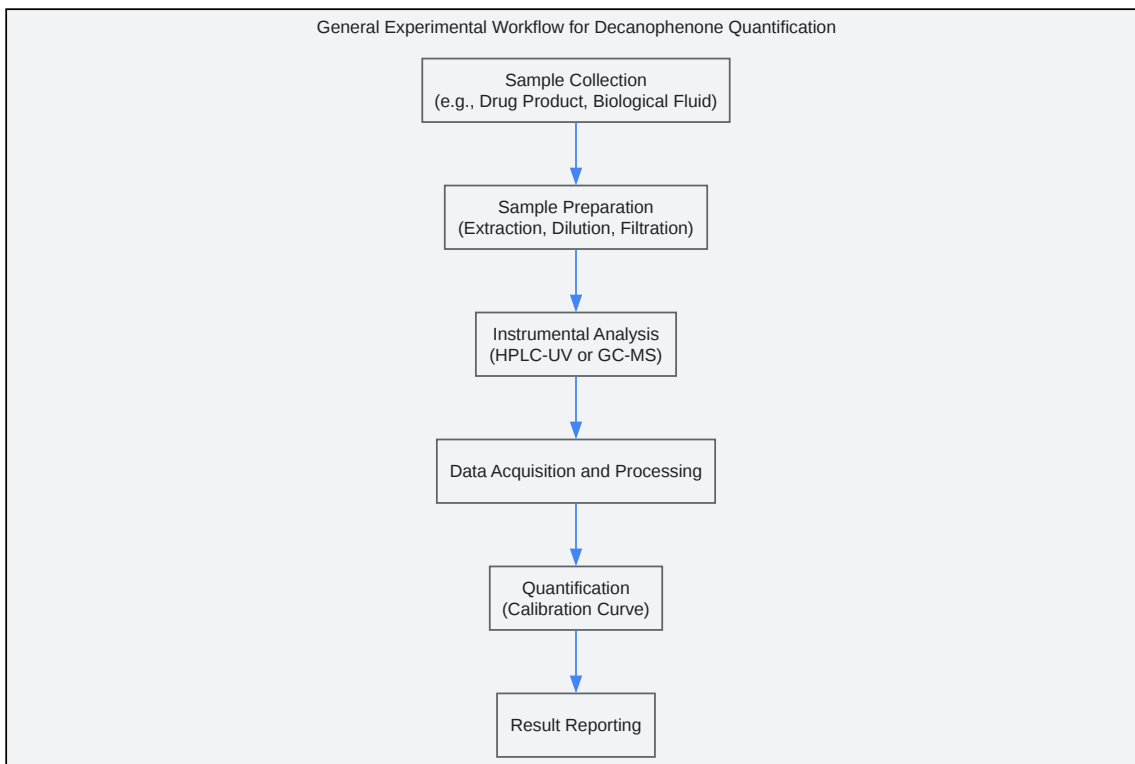 General Experimental Workflow for Decanophenone Quantification
Sample Collection
(e.g., Drug Product, Biological Fluid)
Sample Preparation
(Extraction, Dilution, Filtration)
Instrumental Analysis
(HPLC-UV or GC-MS)
Data Acquisition and Processing
Quantification
(Calibration Curve)
Result Reporting